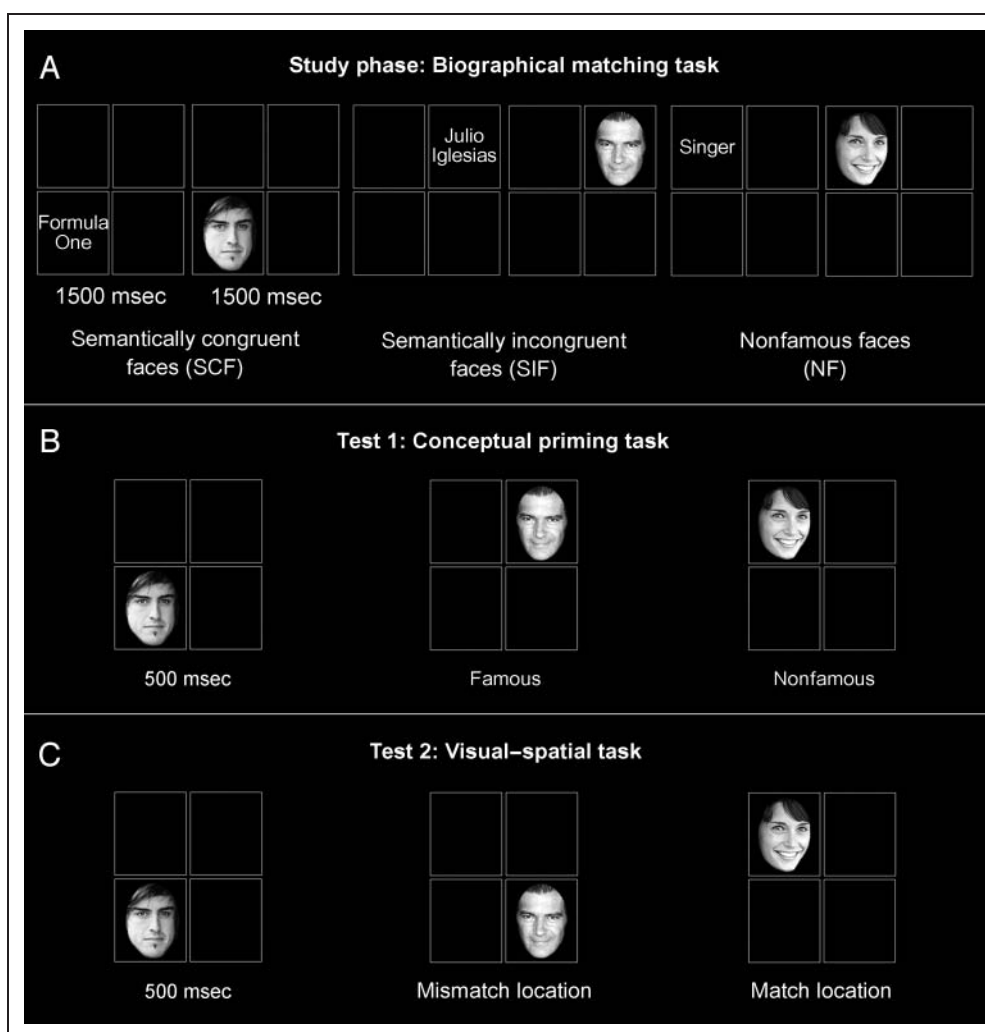 A
Study phase: Biographical matching task
Julio
Iglesias
Singer
Formula
One
1500 msec 1500 msec
Semantically congruent
faces (SCF)
Semantically incongruent
faces (SIF)
Nonfamous faces
(NF)
B
Test 1: Conceptual priming task
500 msec
Famous
Nonfamous
C
Test 2: Visual–spatial task
500 msec
Mismatch location
Match location